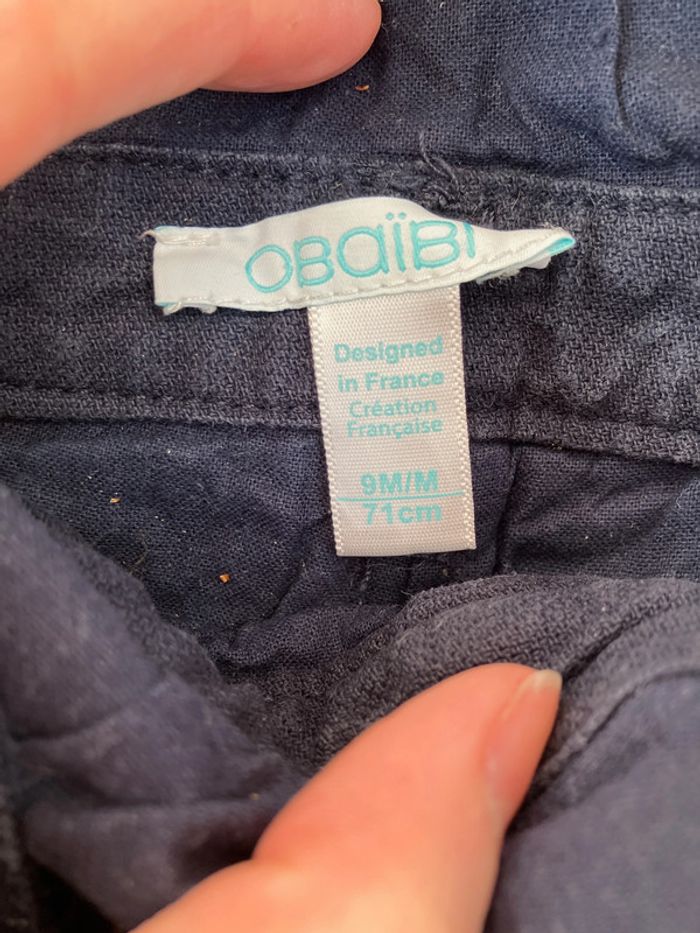 OBaïBI
Designed
in France
Création
Française
9M/M
71cm